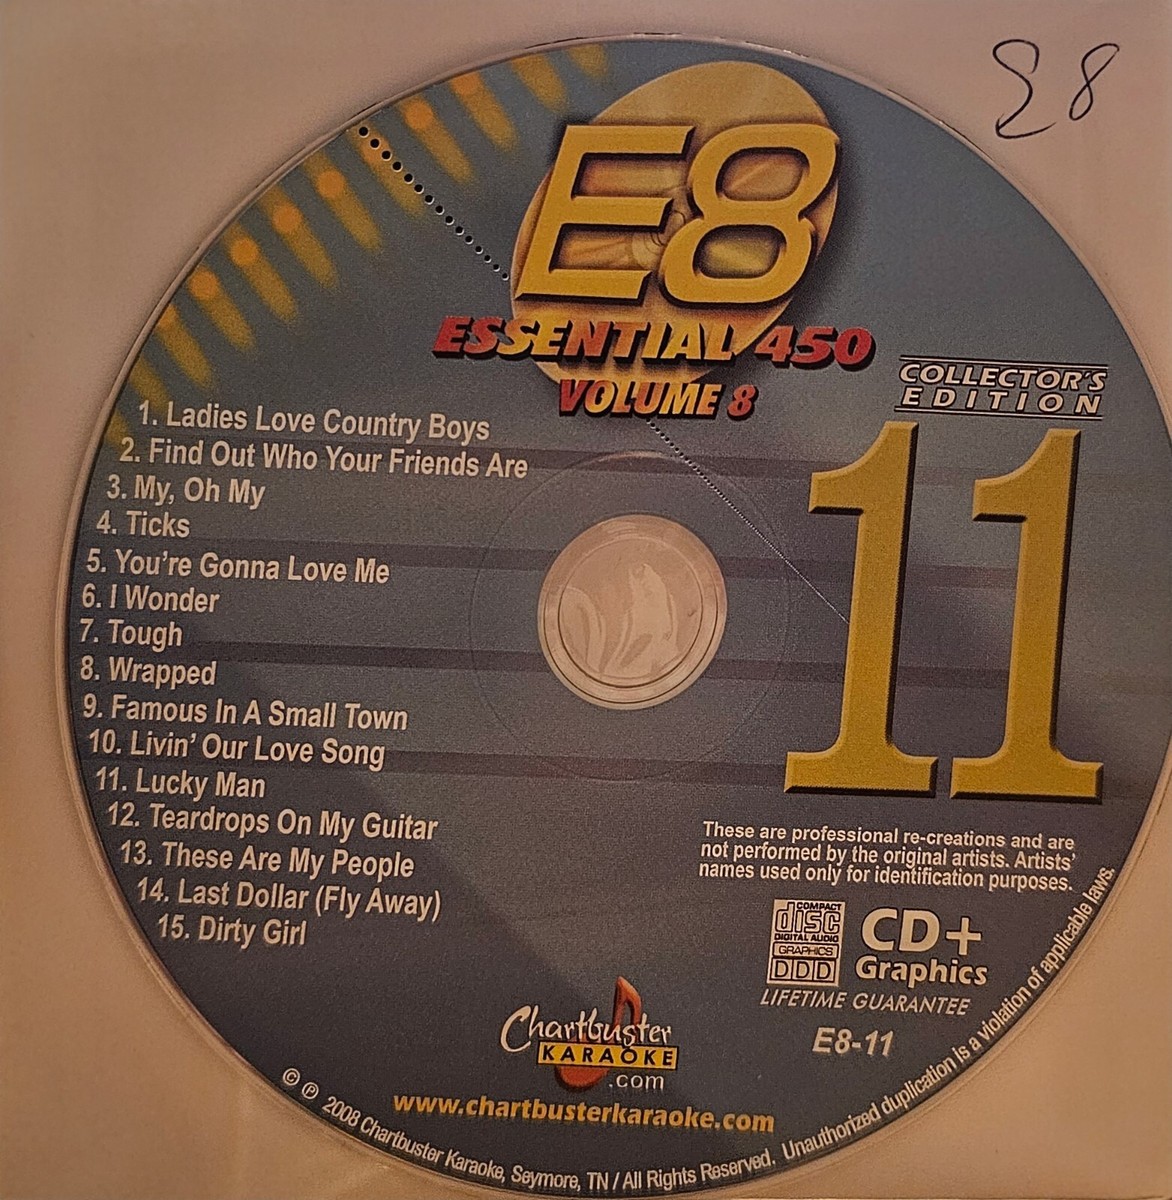 E8
E8
ESSENTIAL 450
VOLUME 8
COLLECTOR'S
EDITION
11
1. Ladies Love Country Boys
2. Find Out Who Your Friends Are
3. My, Oh My
4. Ticks
5. You're Gonna Love Me
6. I Wonder
7. Tough
8. Wrapped
9. Famous In A Small Town
10. Livin' Our Love Song
11. Lucky Man
12. Teardrops On My Guitar
13. These Are My People
14. Last Dollar (Fly Away)
15. Dirty Girl
These are professional re-creations and are
not performed by the original artists. Artists'
names used only for identification purposes.
COMPACT
disc
DIGITAL AUDIO
GRAPHICS
DDD
CD+
Graphics
LIFETIME GUARANTEE
E8-11
Chartbuster
KARAOKE
.com
www.chartbusterkaraoke.com
© ℗ 2008 Chartbuster Karaoke, Seymore, TN / All Rights Reserved. Unauthorized duplication is a violation of applicable laws.